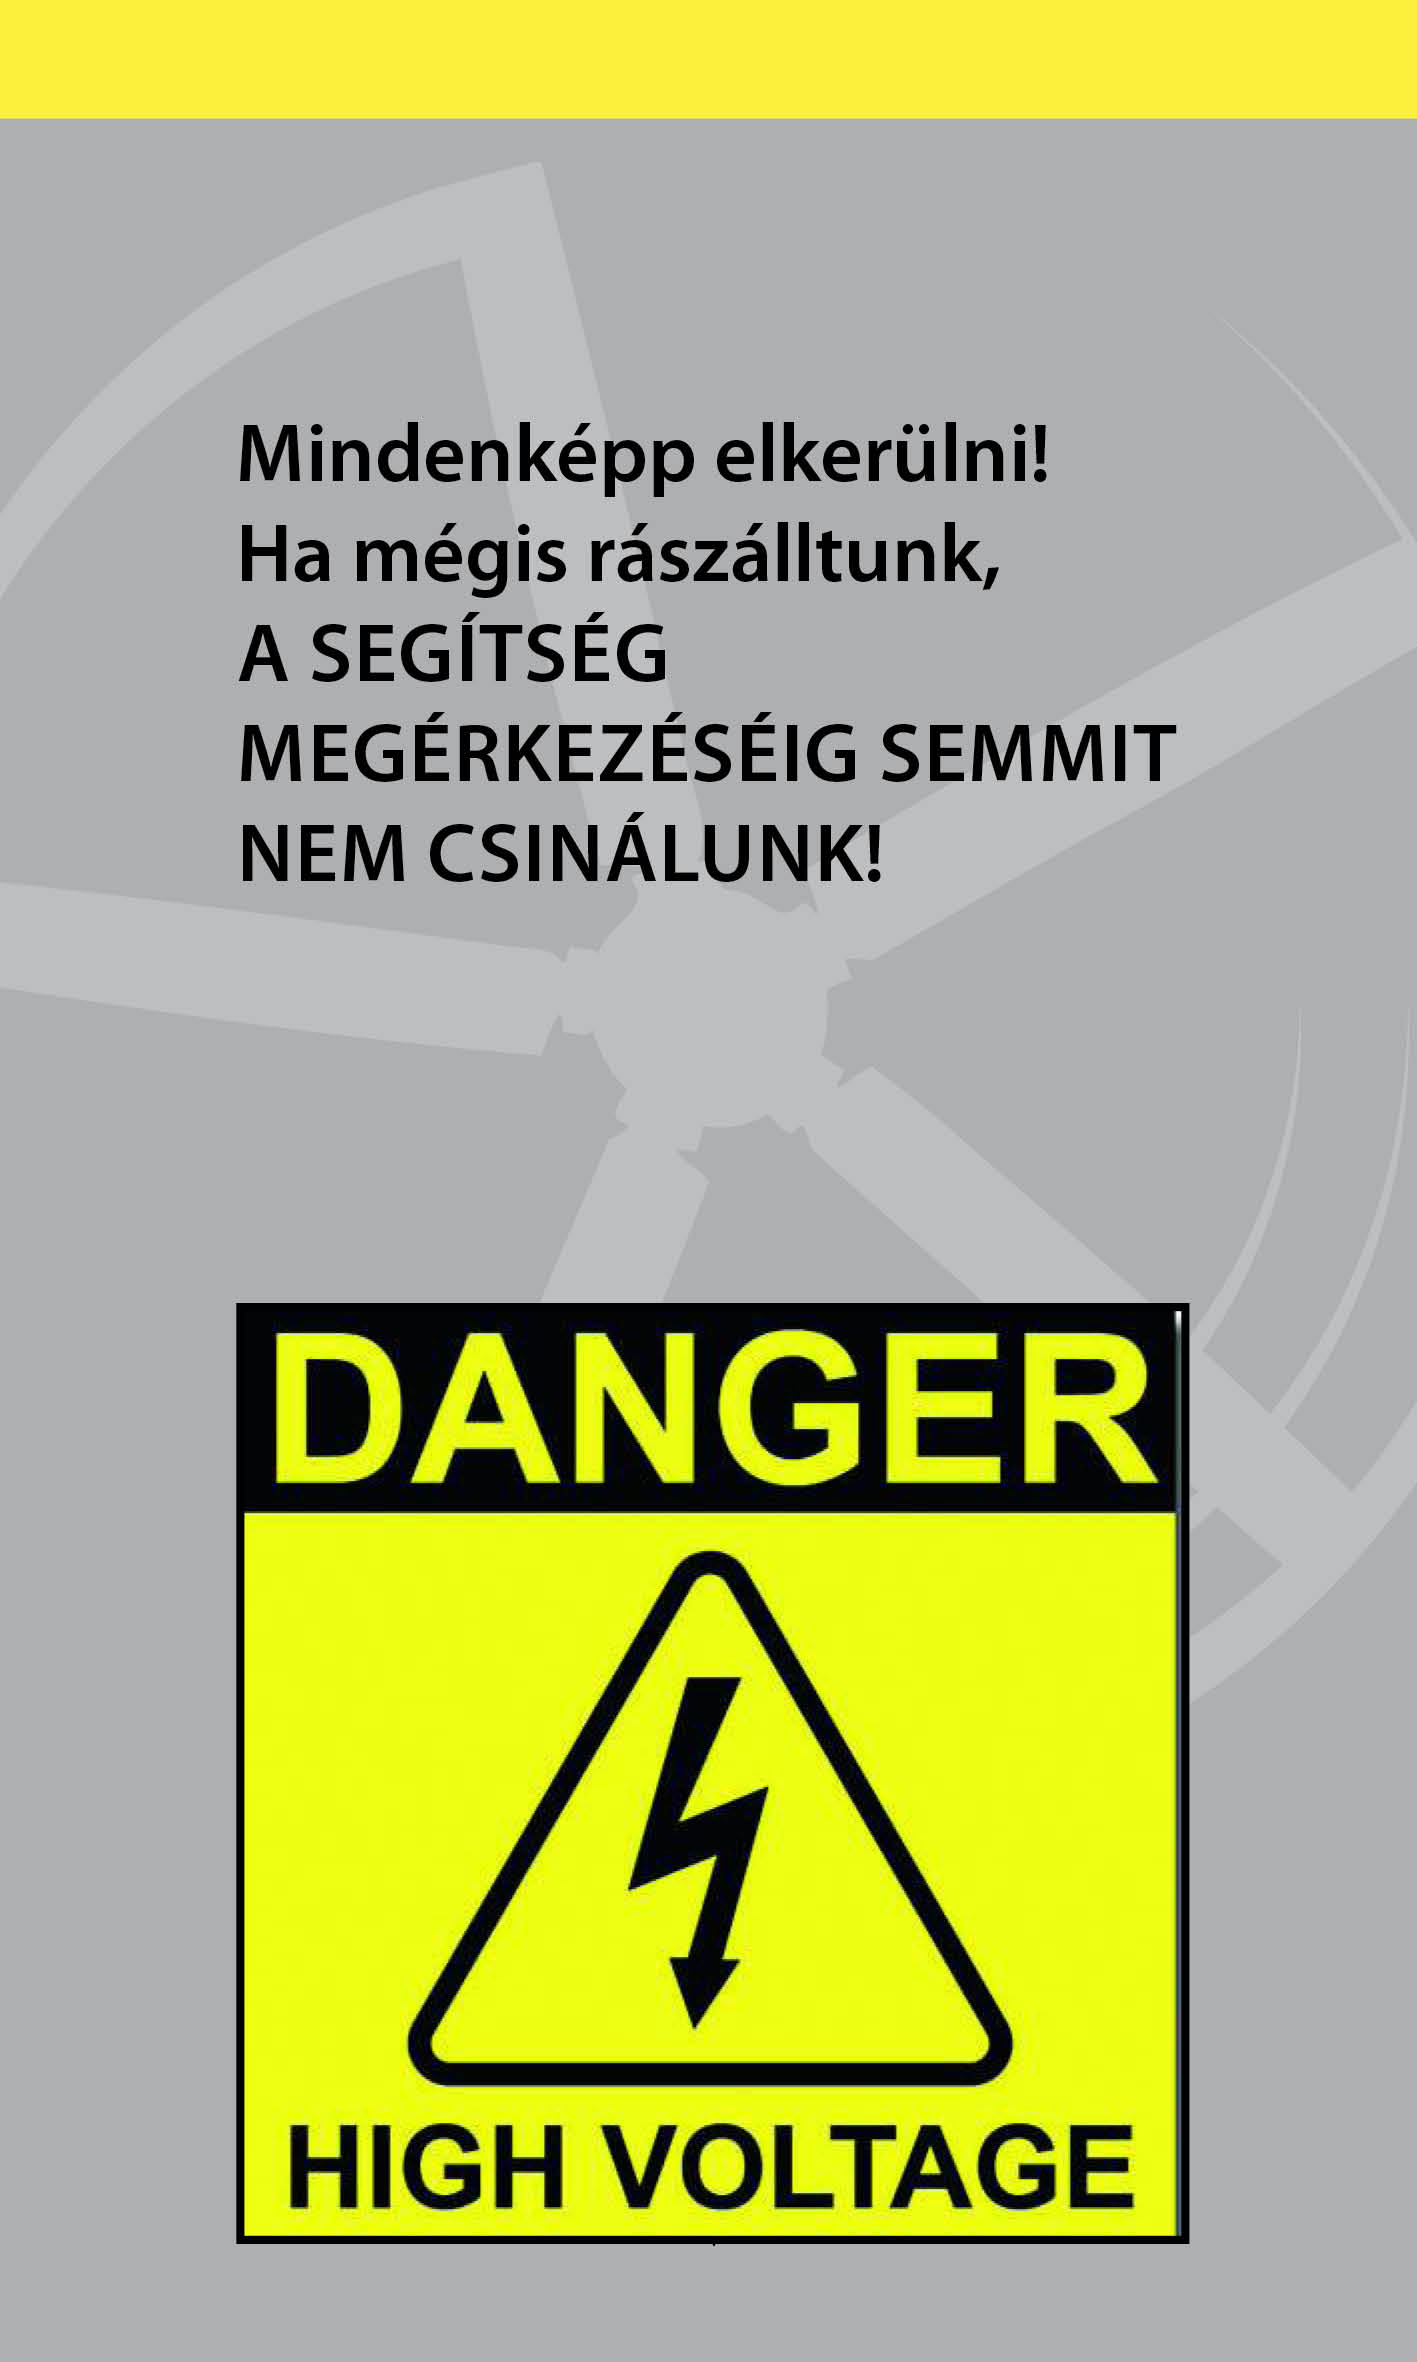 Mindenképp elkerülni!
Ha mégis rászálltunk,
A SEGÍTSÉG
MEGÉRKEZÉSÉIG SEMMIT
NEM CSINÁLUNK!
DANGER
HIGH VOLTAGE